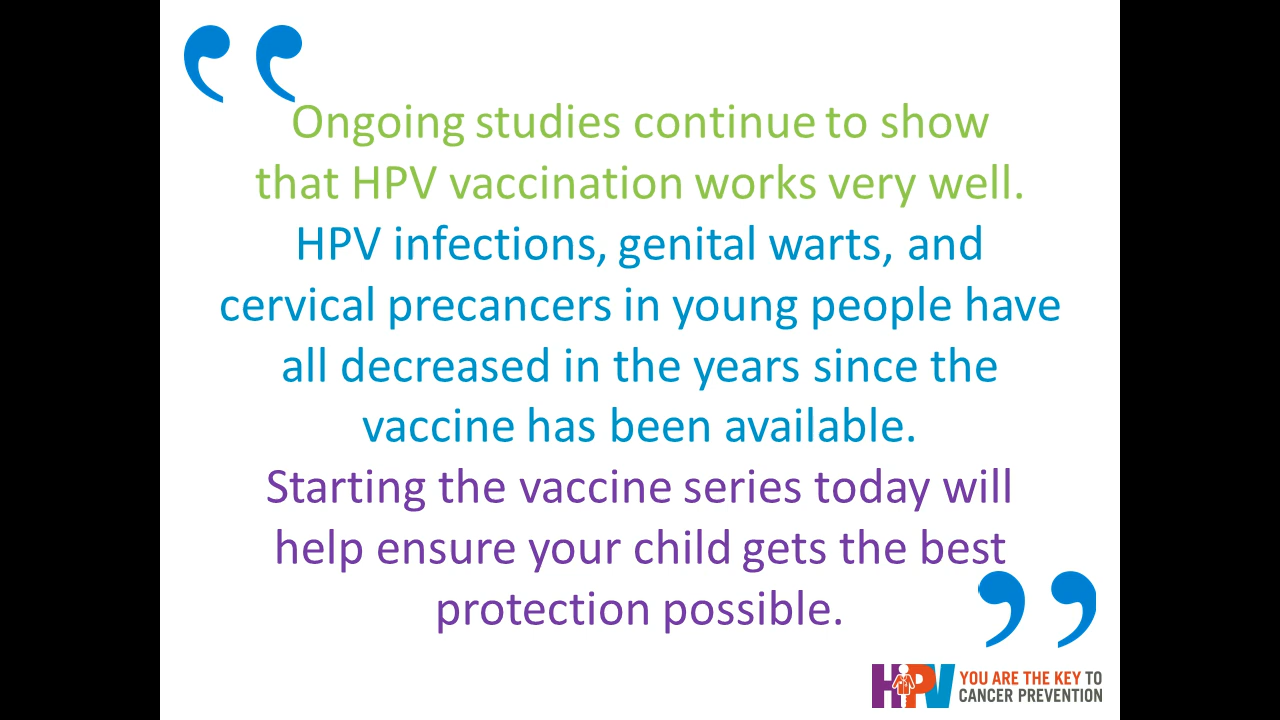 Ongoing studies continue to show
that HPV vaccination works very well.
HPV infections, genital warts, and
cervical precancers in young people have
all decreased in the years since the
vaccine has been available.
Starting the vaccine series today will
help ensure your child gets the best
protection possible.
HPV YOU ARE THE KEY TO
CANCER PREVENTION